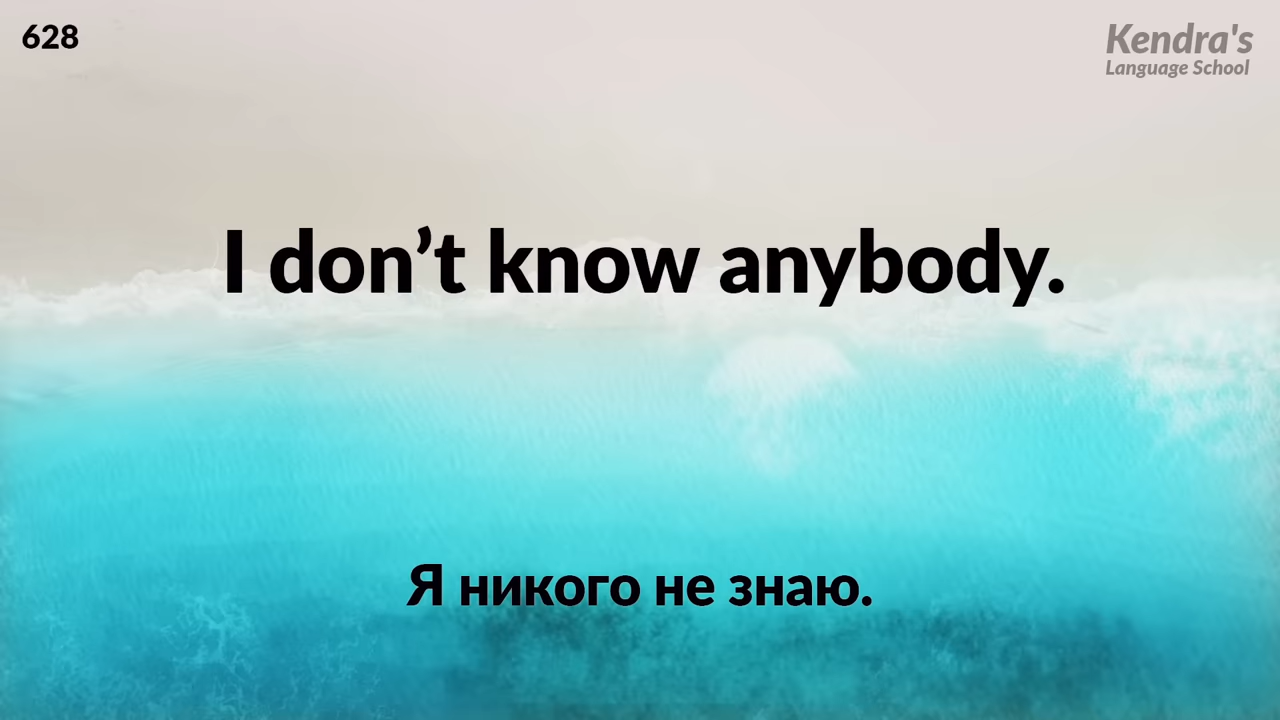 628
Kendra's
Language School
I don’t know anybody.
Я никого не знаю.